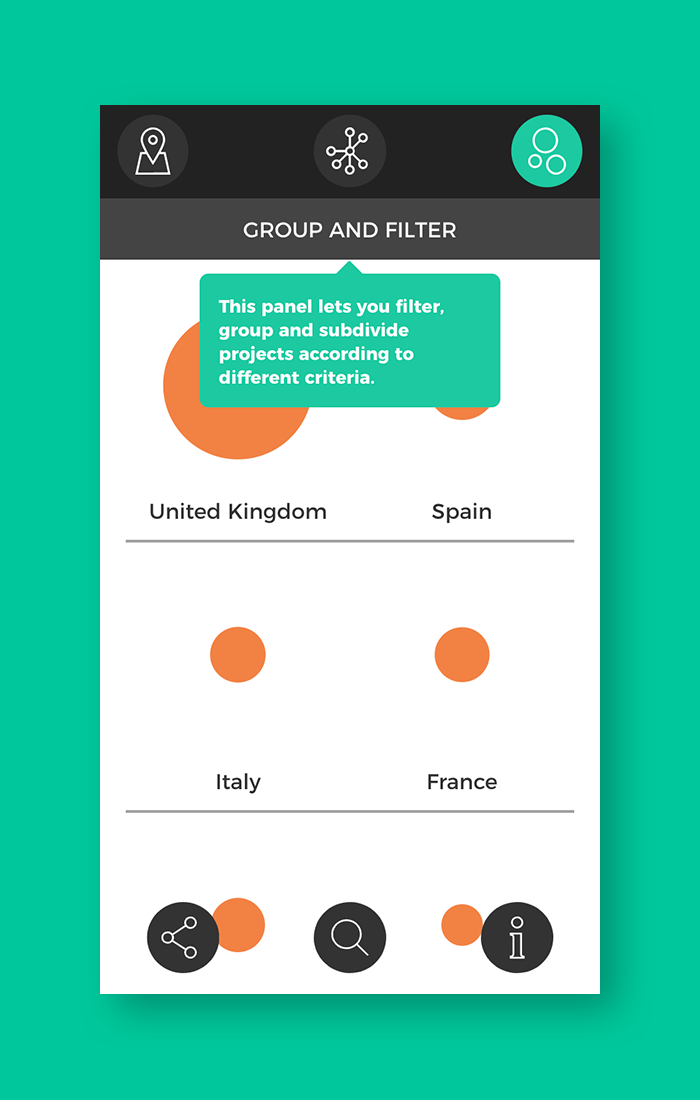 GROUP AND FILTER
This panel lets you filter,
group and subdivide
projects according to
different criteria.
United Kingdom
Spain
Italy
France